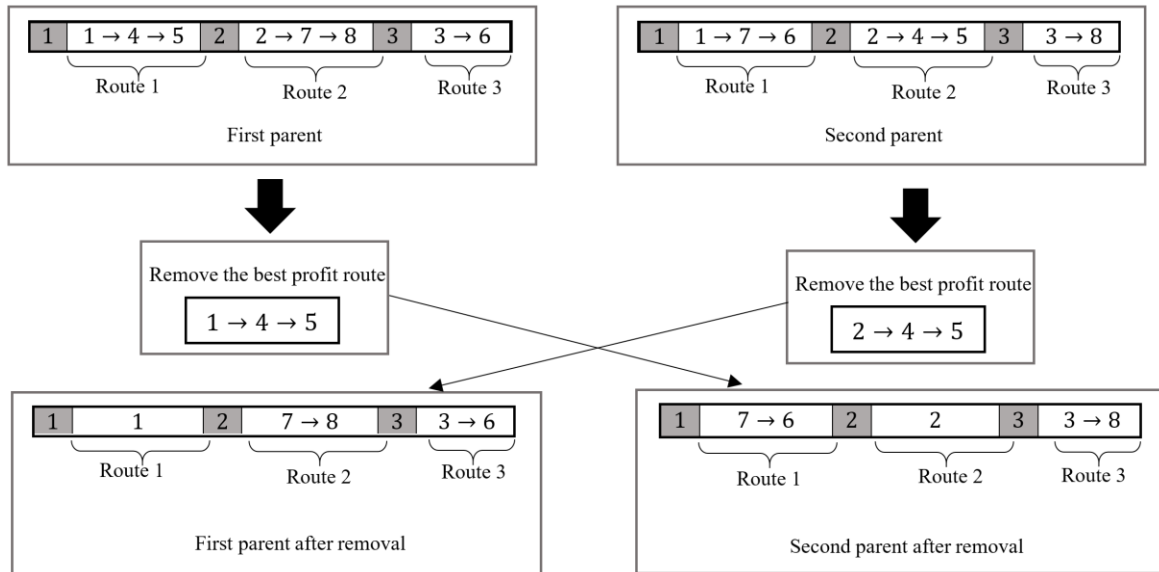 1 1 → 4 → 5 2 2 → 7 → 8 3 3 → 6
Route 1 Route 2 Route 3
First parent
1 1 → 7 → 6 2 2 → 4 → 5 3 3 → 8
Route 1 Route 2 Route 3
Second parent
Remove the best profit route
1 → 4 → 5
Remove the best profit route
2 → 4 → 5
1 1 2 7 → 8 3 3 → 6
Route 1 Route 2 Route 3
First parent after removal
1 7 → 6 2 2 3 3 → 8
Route 1 Route 2 Route 3
Second parent after removal